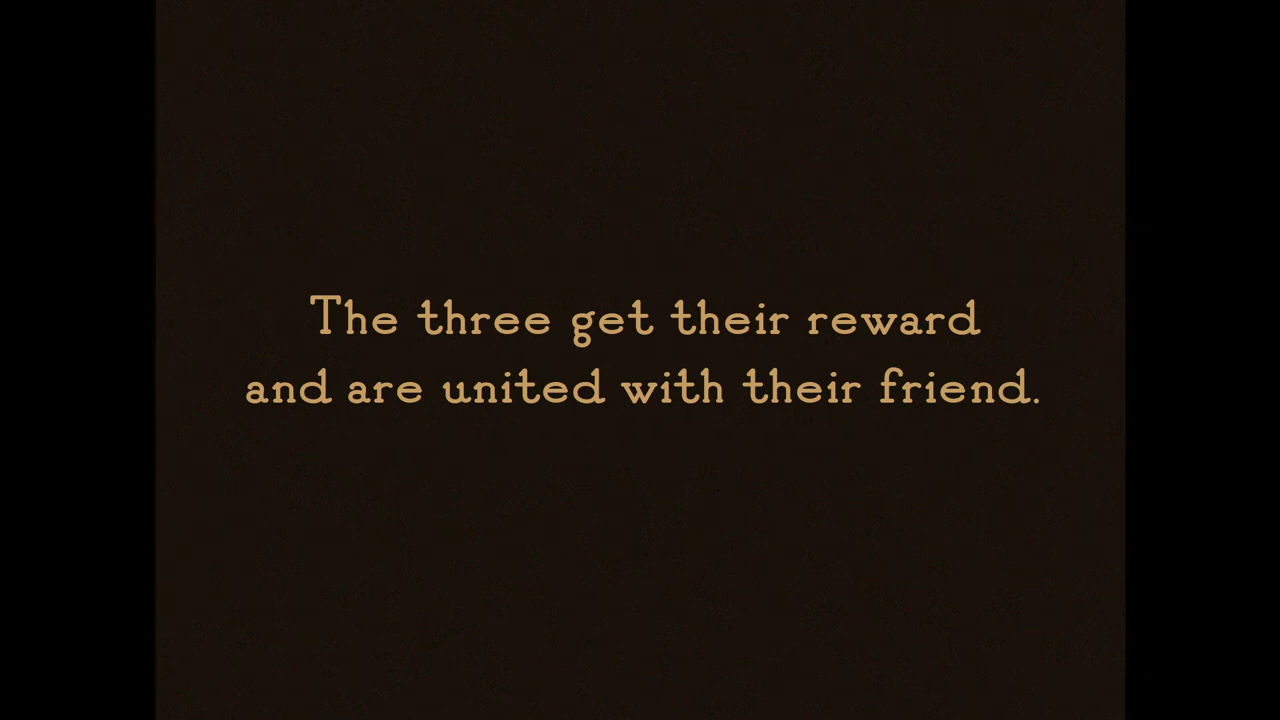 The three get their reward
and are united with their friend.